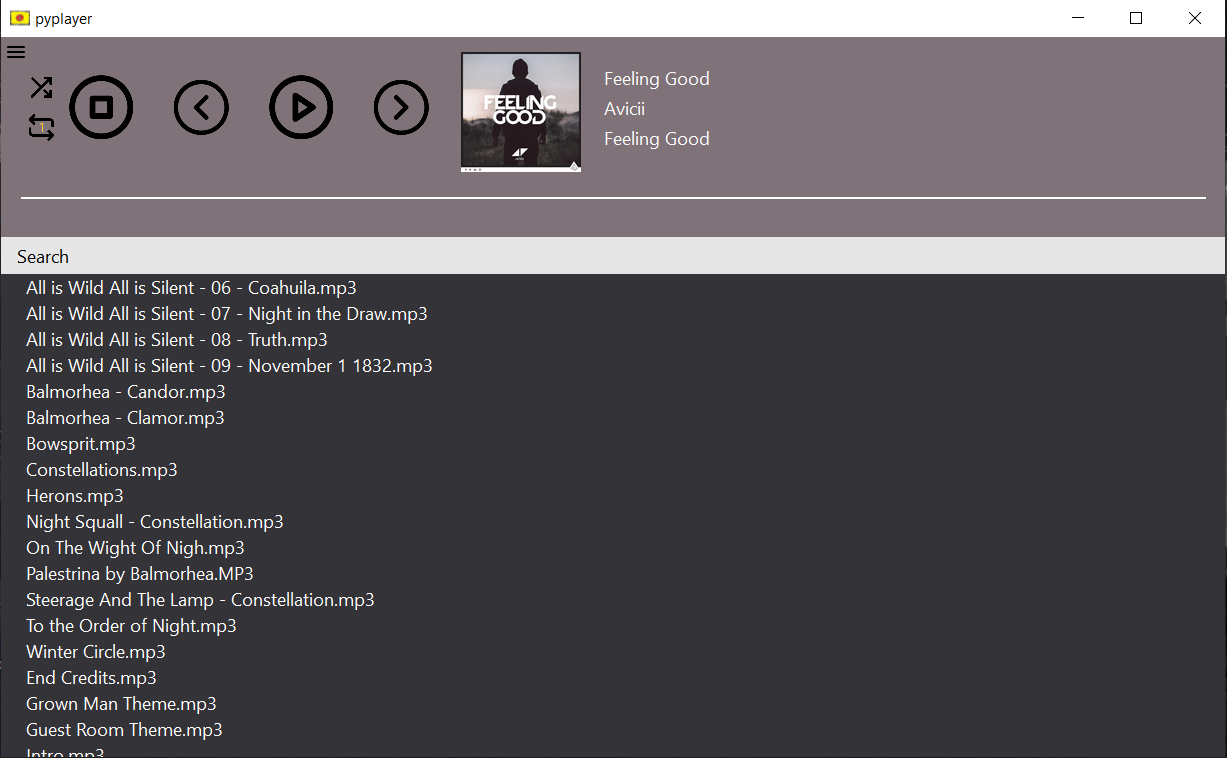 pyplayer
1
FEELING
GOOD
Feeling Good
Avicii
Feeling Good
Search
All is Wild All is Silent - 06 - Coahuila.mp3
All is Wild All is Silent - 07 - Night in the Draw.mp3
All is Wild All is Silent - 08 - Truth.mp3
All is Wild All is Silent - 09 - November 1 1832.mp3
Balmorhea - Candor.mp3
Balmorhea - Clamor.mp3
Bowsprit.mp3
Constellations.mp3
Herons.mp3
Night Squall - Constellation.mp3
On The Wight Of Nigh.mp3
Palestrina by Balmorhea.MP3
Steerage And The Lamp - Constellation.mp3
To the Order of Night.mp3
Winter Circle.mp3
End Credits.mp3
Grown Man Theme.mp3
Guest Room Theme.mp3
Intro.mp3